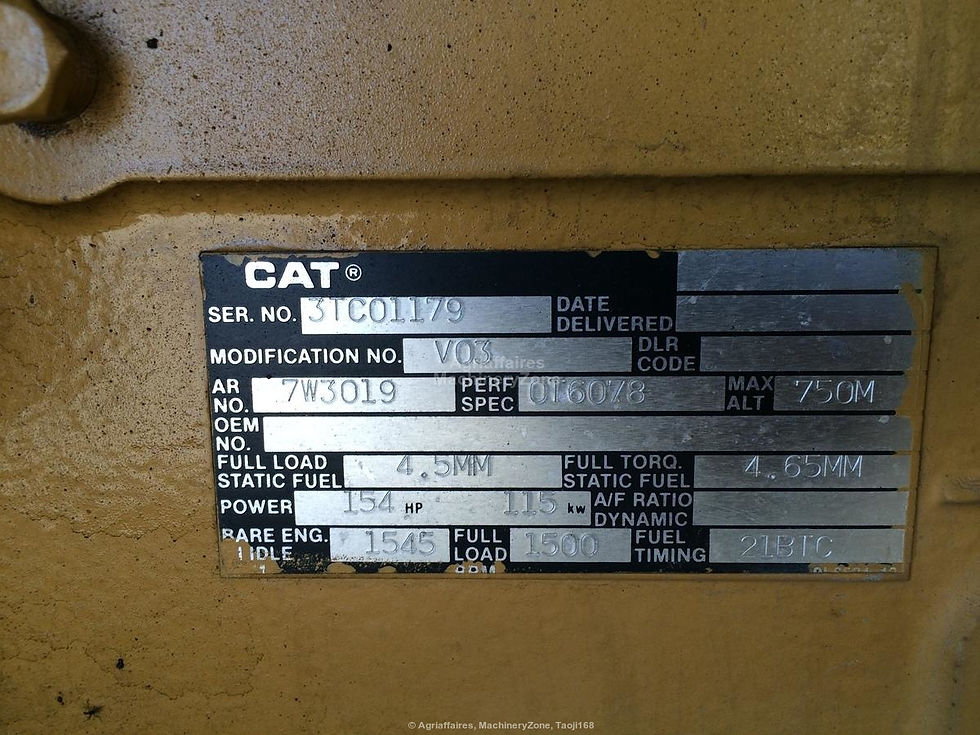 CAT®
SER. NO. 3TC01179 DATE DELIVERED
MODIFICATION NO. V03 DLR CODE
AR NO. 7W3019 PERF SPEC 0T6078 MAX ALT 750M
OEM NO.
FULL LOAD STATIC FUEL 4.5MM FULL TORQ. STATIC FUEL 4.65MM
POWER 154 HP 115 kw A/F RATIO DYNAMIC
BARE ENG. IDLE 1545 FULL LOAD 1500 FUEL TIMING 21BTC
RPM
Agriaffaires
MachineryZone
© Agriaffaires, MachineryZone, Taoji168